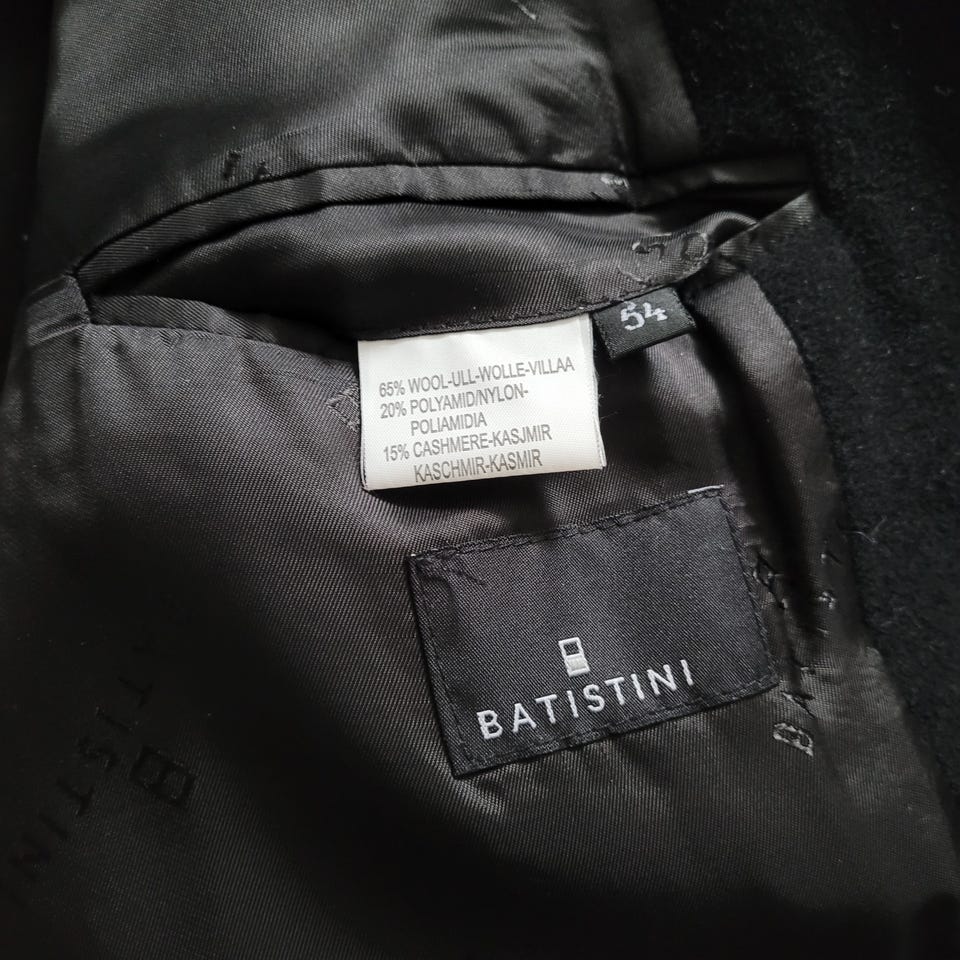 54
65% WOOL-ULL-WOLLE-VILLAA
20% POLYAMID/NYLON-
POLIAMIDIA
15% CASHMERE-KASJMIR
KASCHMIR-KASMIR
BATISTINI